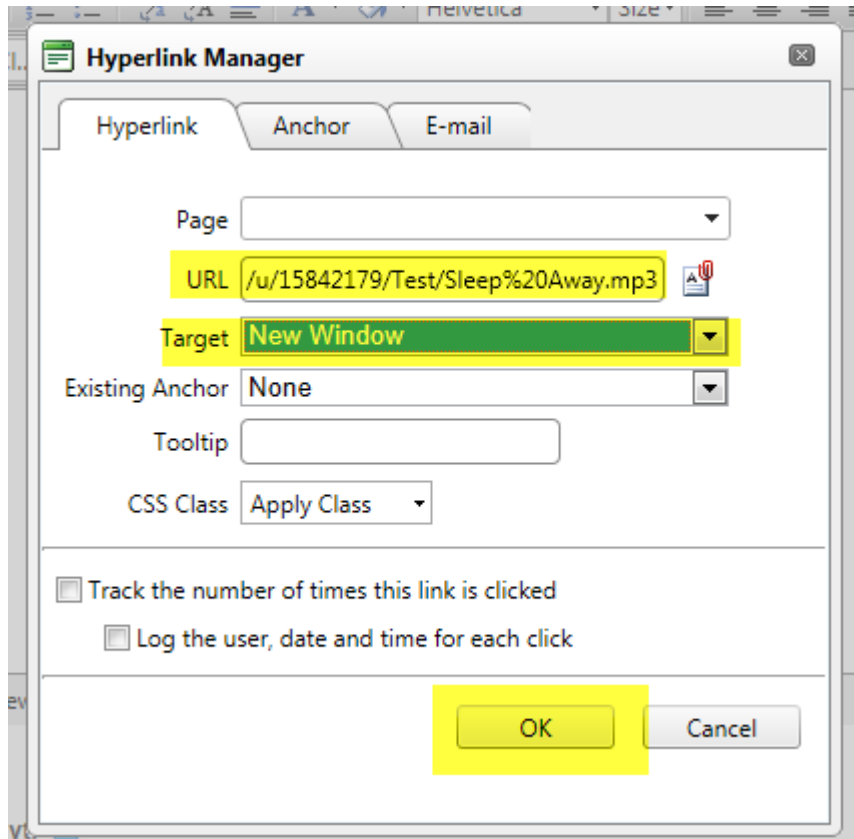 Helvetica Size
Hyperlink Manager
Hyperlink Anchor E-mail
Page
URL /u/15842179/Test/Sleep%20Away.mp3
Target New Window
Existing Anchor None
Tooltip
CSS Class Apply Class
Track the number of times this link is clicked
Log the user, date and time for each click
OK Cancel